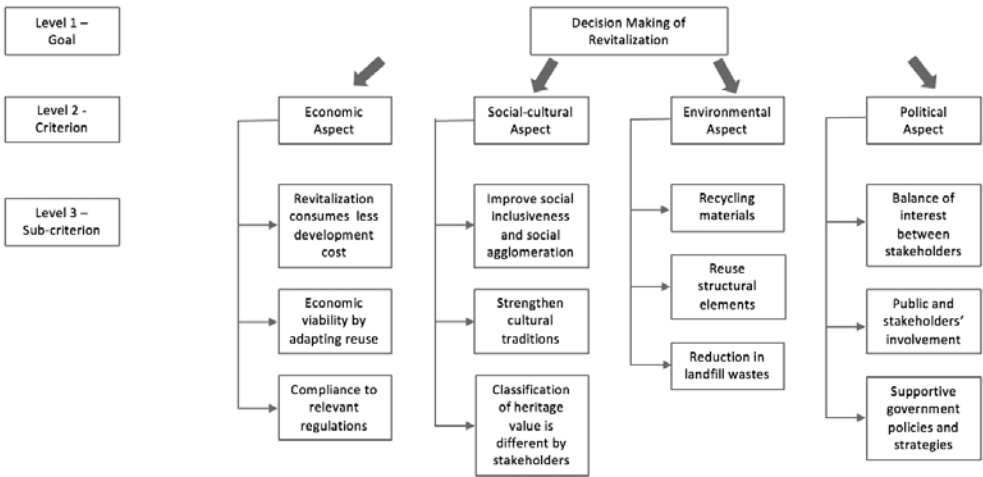 Level 1 –
Goal
Decision Making of
Revitalization
Level 2 -
Criterion
Economic
Aspect
Social-cultural
Aspect
Environmental
Aspect
Political
Aspect
Level 3 –
Sub-criterion
Revitalization
consumes less
development
cost
Economic
viability by
adapting reuse
Compliance to
relevant
regulations
Improve social
inclusiveness
and social
agglomeration
Strengthen
cultural
traditions
Classification
of heritage
value is
different by
stakeholders
Recycling
materials
Reuse
structural
elements
Reduction in
landfill wastes
Balance of
interest
between
stakeholders
Public and
stakeholders’
involvement
Supportive
government
policies and
strategies